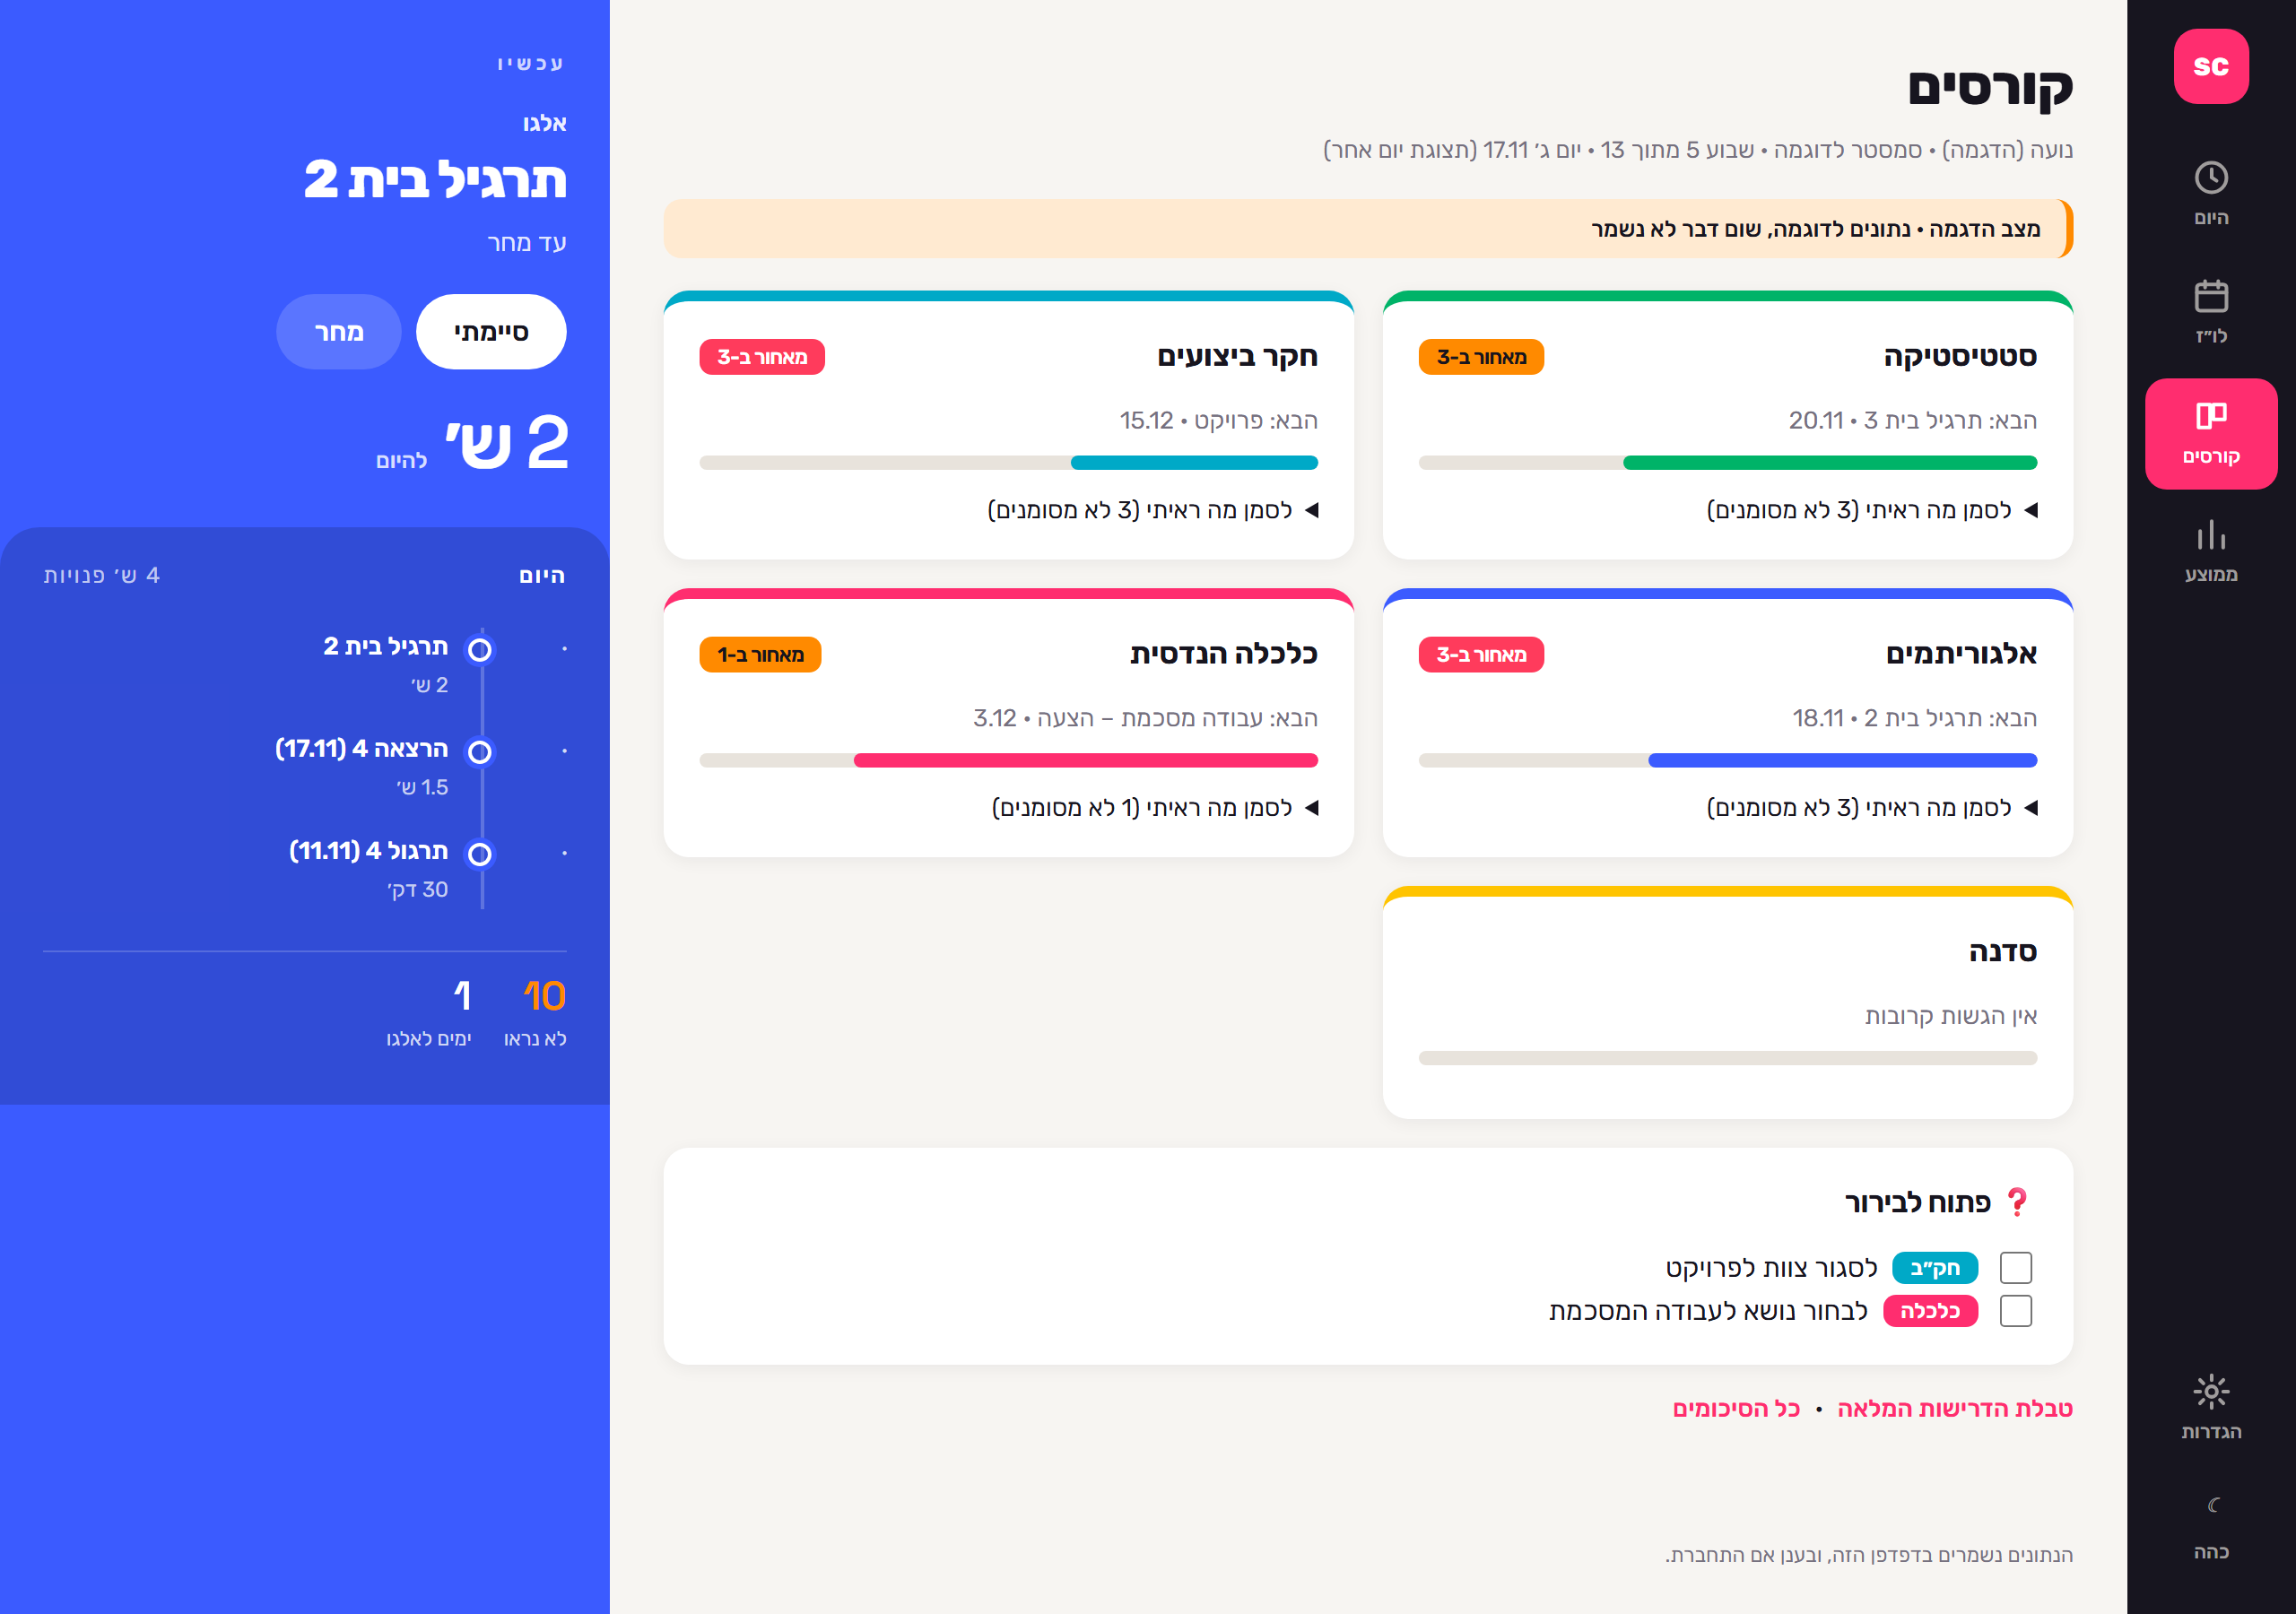 sc
היום
לו״ז
קורסים
ממוצע
הגדרות
כהה
קורסים
נועה (הדגמה) • סמסטר לדוגמה • שבוע 5 מתוך 13 • יום ג׳ 17.11 (תצוגת יום אחר)
מצב הדגמה • נתונים לדוגמה, שום דבר לא נשמר
סטטיסטיקה
מאחור ב-3
הבא: תרגיל בית 3 • 20.11
לסמן מה ראיתי (3 לא מסומנים)
חקר ביצועים
מאחור ב-3
הבא: פרויקט • 15.12
לסמן מה ראיתי (3 לא מסומנים)
אלגוריתמים
מאחור ב-3
הבא: תרגיל בית 2 • 18.11
לסמן מה ראיתי (3 לא מסומנים)
כלכלה הנדסית
מאחור ב-1
הבא: עבודה מסכמת – הצעה • 3.12
לסמן מה ראיתי (1 לא מסומנים)
סדנה
אין הגשות קרובות
❓ פתוח לבירור
חק״ב לסגור צוות לפרויקט
כלכלה לבחור נושא לעבודה המסכמת
טבלת הדרישות המלאה • כל הסיכומים
הנתונים נשמרים בדפדפן הזה, ובענן אם התחברת.
עכשיו
אלגו
תרגיל בית 2
עד מחר
סיימתי
מחר
2 ש׳ להיום
היום
4 ש׳ פנויות
תרגיל בית 2
2 ש׳
הרצאה 4 (17.11)
1.5 ש׳
תרגול 4 (11.11)
30 דק׳
10
לא נראו
1
ימים לאלגו